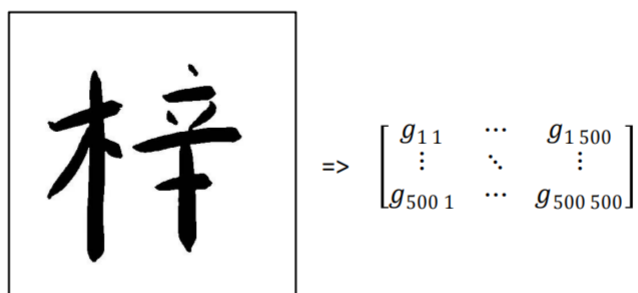 梓 => [ g₁ ₁ ⋯ g₁ ₅₀₀
⋮ ⋱ ⋮
g₅₀₀ ₁ ⋯ g₅₀₀ ₅₀₀ ]